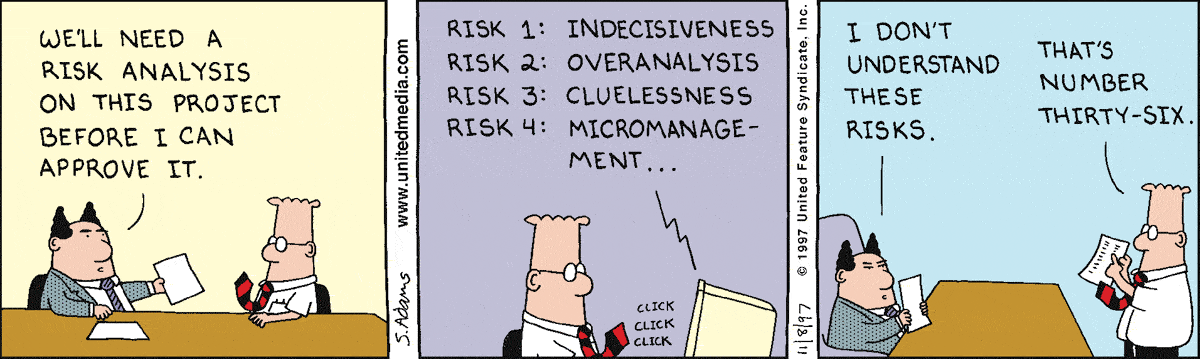 WE'LL NEED A
RISK ANALYSIS
ON THIS PROJECT
BEFORE I CAN
APPROVE IT.
www.unitedmedia.com
S. Adams
RISK 1: INDECISIVENESS
RISK 2: OVERANALYSIS
RISK 3: CLUELESSNESS
RISK 4: MICROMANAGE-
MENT...
CLICK
CLICK
CLICK
11/8/97 © 1997 United Feature Syndicate, Inc.
I DON'T
UNDERSTAND
THESE
RISKS.
THAT'S
NUMBER
THIRTY-SIX.